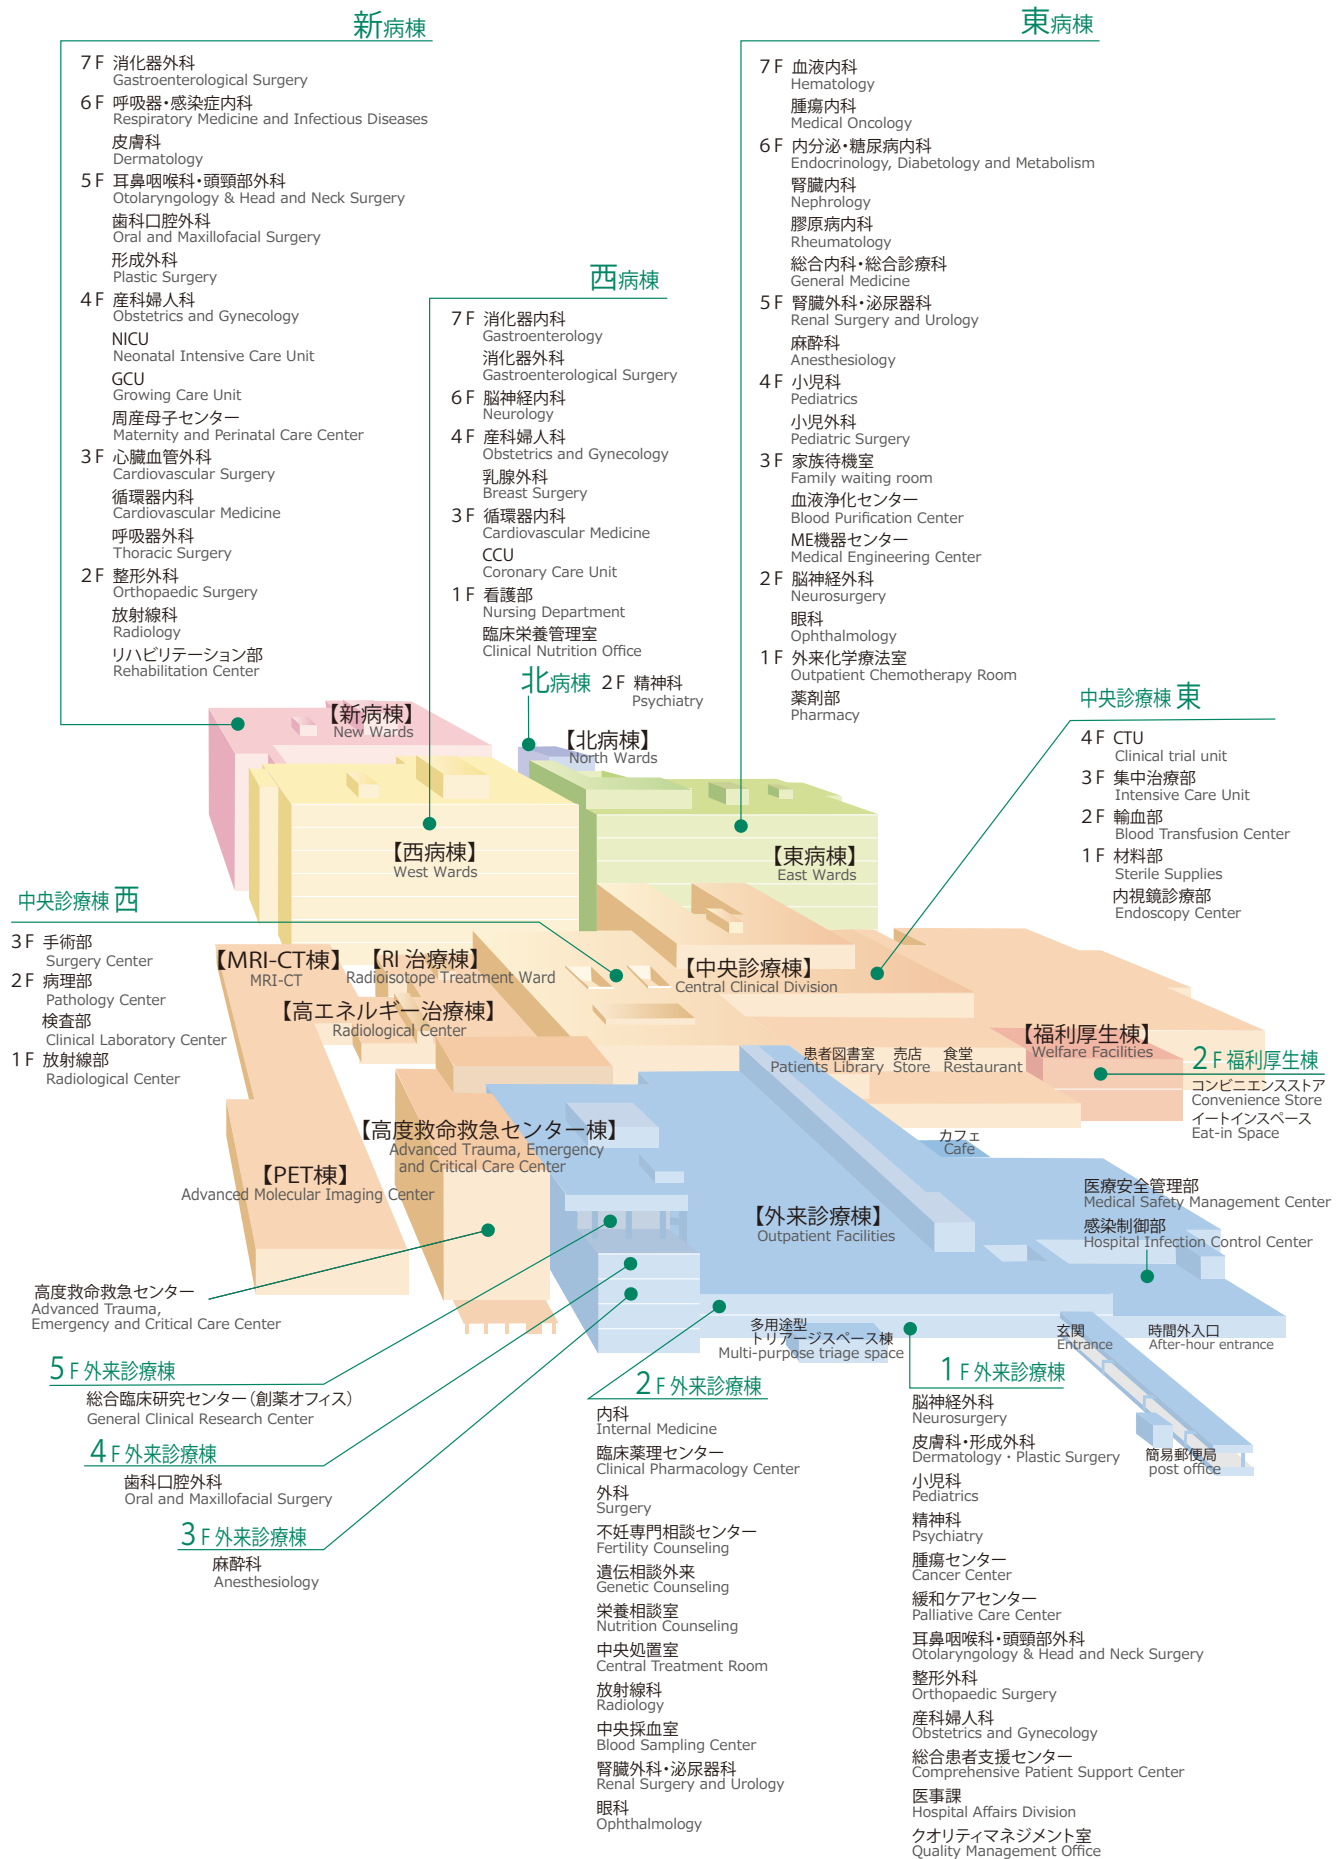 新病棟
7F 消化器外科
Gastroenterological Surgery
6F 呼吸器・感染症内科
Respiratory Medicine and Infectious Diseases
皮膚科
Dermatology
5F 耳鼻咽喉科・頭頸部外科
Otolaryngology & Head and Neck Surgery
歯科口腔外科
Oral and Maxillofacial Surgery
形成外科
Plastic Surgery
4F 産科婦人科
Obstetrics and Gynecology
NICU
Neonatal Intensive Care Unit
GCU
Growing Care Unit
周産母子センター
Maternity and Perinatal Care Center
3F 心臓血管外科
Cardiovascular Surgery
循環器内科
Cardiovascular Medicine
呼吸器外科
Thoracic Surgery
2F 整形外科
Orthopaedic Surgery
放射線科
Radiology
リハビリテーション部
Rehabilitation Center
西病棟
7F 消化器内科
Gastroenterology
消化器外科
Gastroenterological Surgery
6F 脳神経内科
Neurology
4F 産科婦人科
Obstetrics and Gynecology
乳腺外科
Breast Surgery
3F 循環器内科
Cardiovascular Medicine
CCU
Coronary Care Unit
1F 看護部
Nursing Department
臨床栄養管理室
Clinical Nutrition Office
北病棟 2F 精神科
Psychiatry
東病棟
7F 血液内科
Hematology
腫瘍内科
Medical Oncology
6F 内分泌・糖尿病内科
Endocrinology, Diabetology and Metabolism
腎臓内科
Nephrology
膠原病内科
Rheumatology
総合内科・総合診療科
General Medicine
5F 腎臓外科・泌尿器科
Renal Surgery and Urology
麻酔科
Anesthesiology
4F 小児科
Pediatrics
小児外科
Pediatric Surgery
3F 家族待機室
Family waiting room
血液浄化センター
Blood Purification Center
ME機器センター
Medical Engineering Center
2F 脳神経外科
Neurosurgery
眼科
Ophthalmology
1F 外来化学療法室
Outpatient Chemotherapy Room
薬剤部
Pharmacy
中央診療棟 東
4F CTU
Clinical trial unit
3F 集中治療部
Intensive Care Unit
2F 輸血部
Blood Transfusion Center
1F 材料部
Sterile Supplies
内視鏡診療部
Endoscopy Center
【新病棟】
New Wards
【北病棟】
North Wards
【西病棟】
West Wards
【東病棟】
East Wards
中央診療棟 西
3F 手術部
Surgery Center
2F 病理部
Pathology Center
検査部
Clinical Laboratory Center
1F 放射線部
Radiological Center
【MRI-CT棟】
MRI-CT
【RI 治療棟】
Radioisotope Treatment Ward
【中央診療棟】
Central Clinical Division
【高エネルギー治療棟】
Radiological Center
【福利厚生棟】
Welfare Facilities
患者図書室
Patients Library
売店
Store
食堂
Restaurant
2F 福利厚生棟
コンビニエンスストア
Convenience Store
イートインスペース
Eat-in Space
カフェ
Cafe
【高度救命救急センター棟】
Advanced Trauma, Emergency
and Critical Care Center
【PET棟】
Advanced Molecular Imaging Center
【外来診療棟】
Outpatient Facilities
医療安全管理部
Medical Safety Management Center
感染制御部
Hospital Infection Control Center
高度救命救急センター
Advanced Trauma,
Emergency and Critical Care Center
多用途型
トリアージスペース棟
Multi-purpose triage space
玄関
Entrance
時間外入口
After-hour entrance
簡易郵便局
post office
5F 外来診療棟
総合臨床研究センター（創薬オフィス）
General Clinical Research Center
4F 外来診療棟
歯科口腔外科
Oral and Maxillofacial Surgery
3F 外来診療棟
麻酔科
Anesthesiology
2F 外来診療棟
内科
Internal Medicine
臨床薬理センター
Clinical Pharmacology Center
外科
Surgery
不妊専門相談センター
Fertility Counseling
遺伝相談外来
Genetic Counseling
栄養相談室
Nutrition Counseling
中央処置室
Central Treatment Room
放射線科
Radiology
中央採血室
Blood Sampling Center
腎臓外科・泌尿器科
Renal Surgery and Urology
眼科
Ophthalmology
1F 外来診療棟
脳神経外科
Neurosurgery
皮膚科・形成外科
Dermatology・Plastic Surgery
小児科
Pediatrics
精神科
Psychiatry
腫瘍センター
Cancer Center
緩和ケアセンター
Palliative Care Center
耳鼻咽喉科・頭頸部外科
Otolaryngology & Head and Neck Surgery
整形外科
Orthopaedic Surgery
産科婦人科
Obstetrics and Gynecology
総合患者支援センター
Comprehensive Patient Support Center
医事課
Hospital Affairs Division
クオリティマネジメント室
Quality Management Office